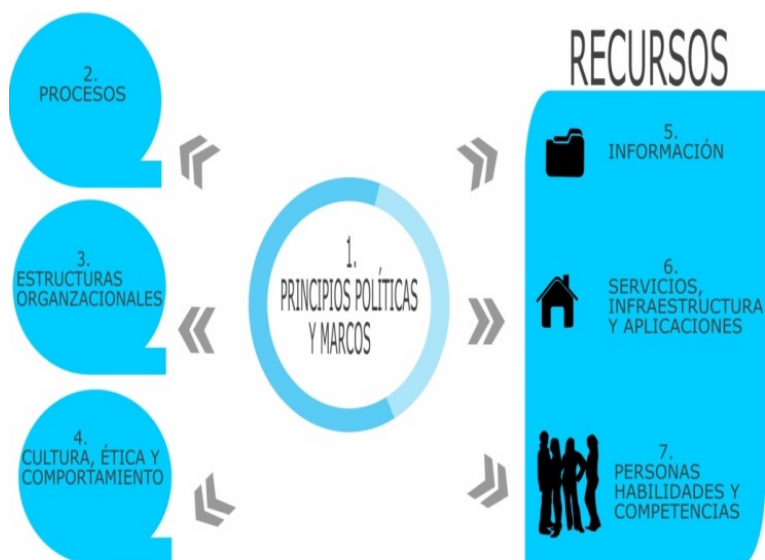 RECURSOS
2.
PROCESOS
3.
ESTRUCTURAS
ORGANZACIONALES
4.
CULTURA, ÉTICA Y
COMPORTAMIENTO
1.
PRINCIPIOS POLÍTICAS
Y MARCOS
5.
INFORMACIÓN
6.
SERVICIOS,
INFRAESTRUCTURA
Y APLICACIONES
7.
PERSONAS
HABILIDADES Y
COMPETENCIAS